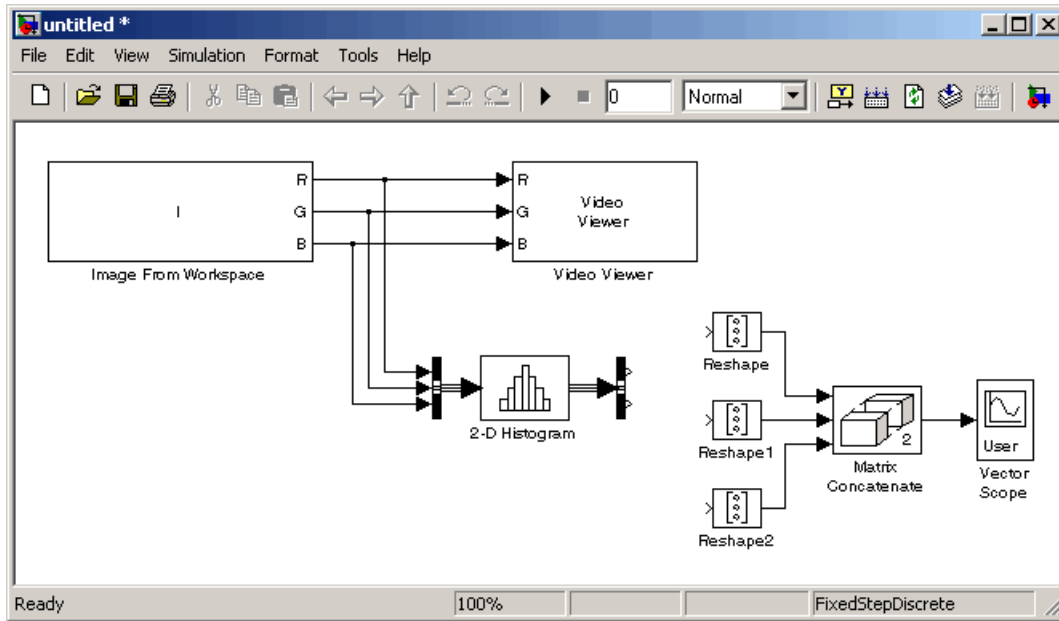 untitled *
File Edit View Simulation Format Tools Help
0 Normal
I
R
G
B
Image From Workspace
R
G
B
Video
Viewer
Video Viewer
2-D Histogram
Reshape
Reshape1
Reshape2
2
Matrix
Concatenate
User
Vector
Scope
Ready 100% FixedStepDiscrete